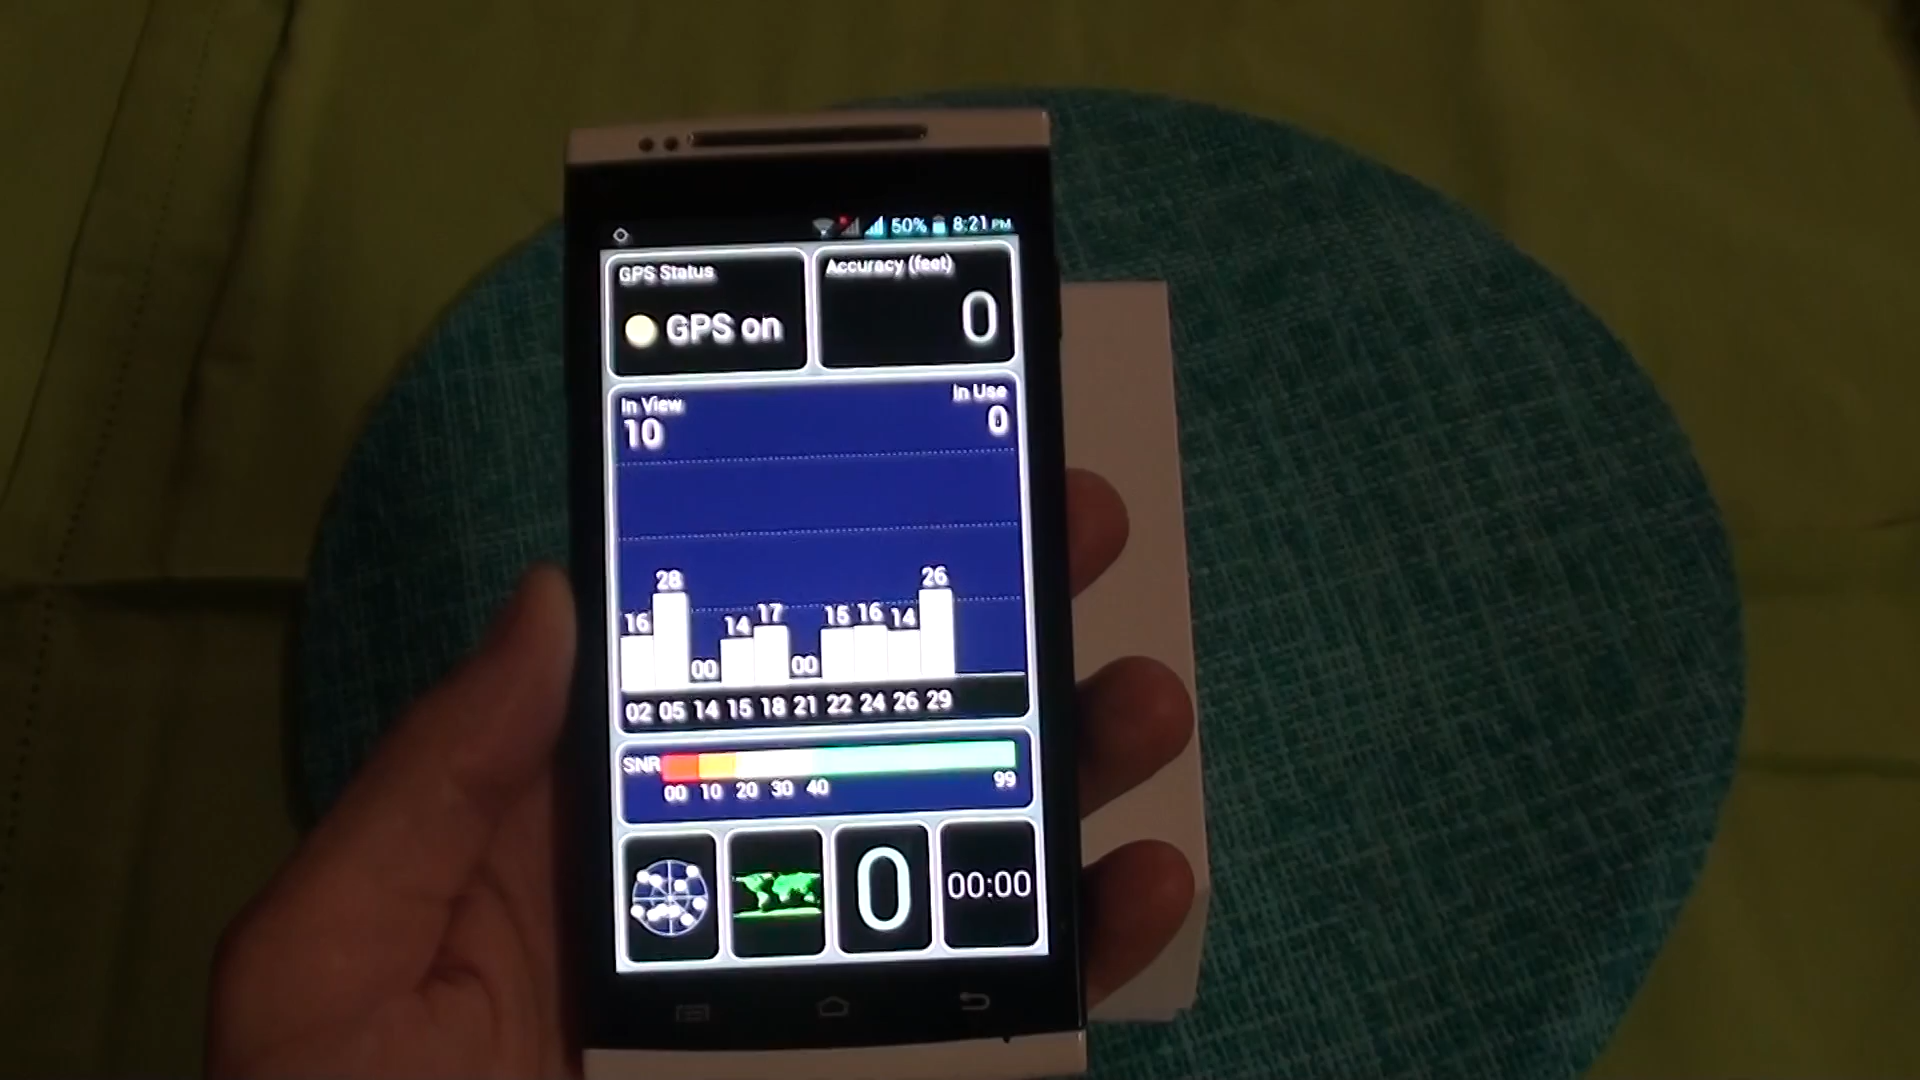 50% 8:21 PM
GPS Status
Accuracy (feet)
GPS on
0
In View
In Use
10
0
28
26
16
14
17
15
16
14
00
00
02 05 14 15 18 21 22 24 26 29
SNR
00 10 20 30 40 99
0
00:00